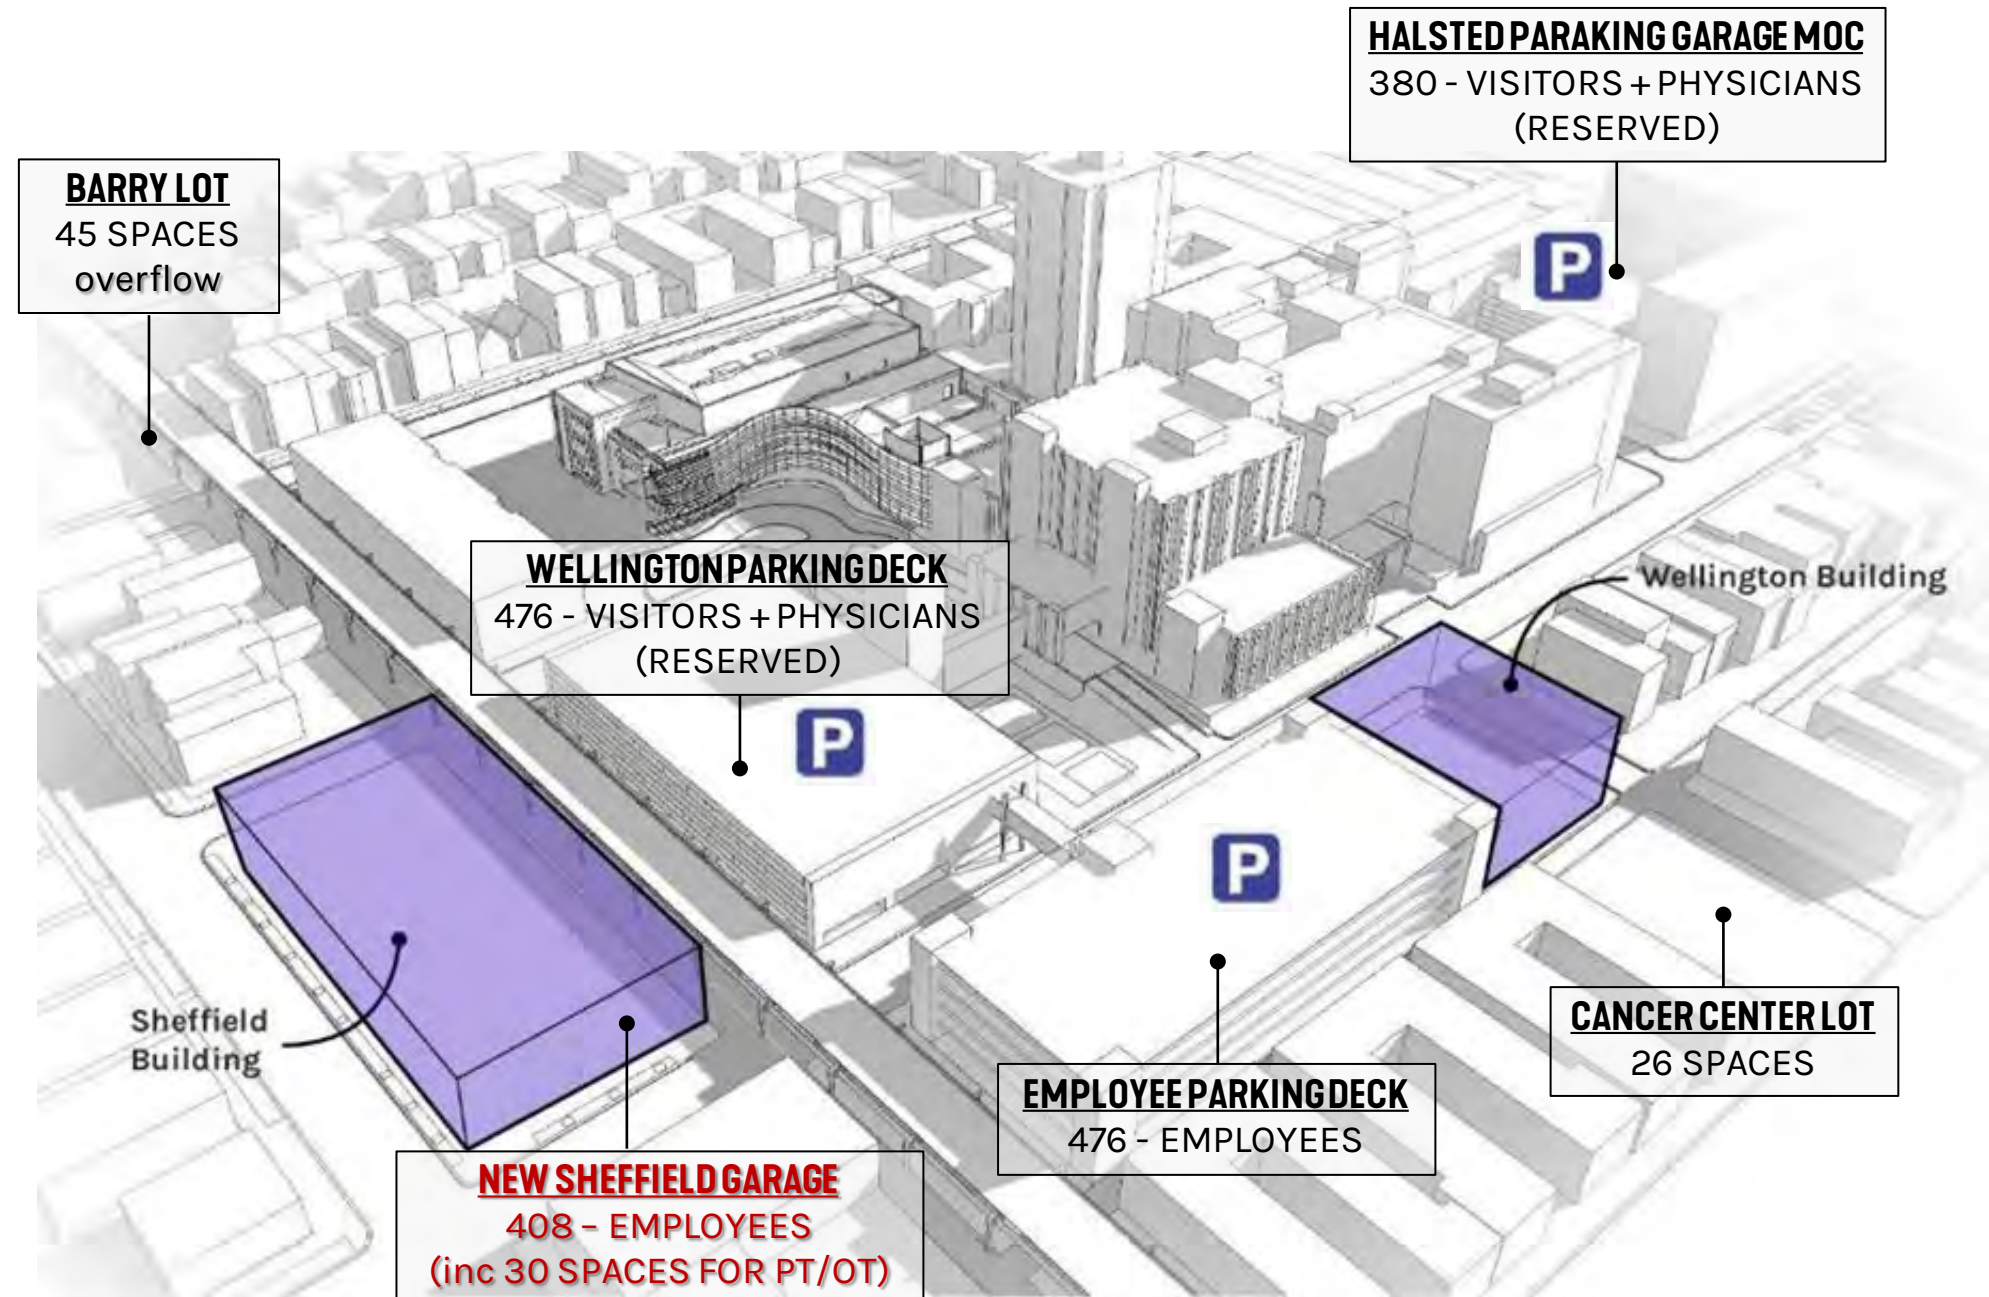 HALSTED PARAKING GARAGE MOC
380 - VISITORS + PHYSICIANS
(RESERVED)
BARRY LOT
45 SPACES
overflow
P
WELLINGTON PARKING DECK
476 - VISITORS + PHYSICIANS
(RESERVED)
P
Wellington Building
P
Sheffield
Building
CANCER CENTER LOT
26 SPACES
EMPLOYEE PARKING DECK
476 - EMPLOYEES
NEW SHEFFIELD GARAGE
408 – EMPLOYEES
(inc 30 SPACES FOR PT/OT)